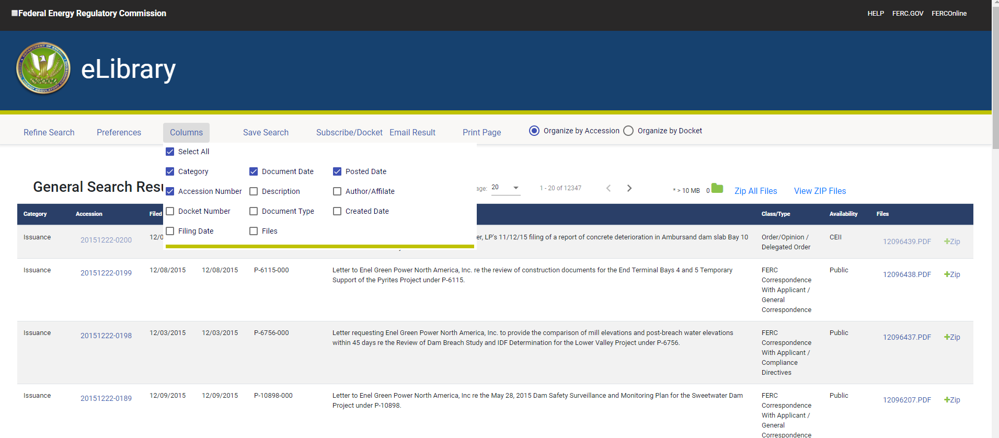 Federal Energy Regulatory Commission
HELP FERC.GOV FERCOnline
eLibrary
Refine Search Preferences Columns Save Search Subscribe/Docket Email Result Print Page Organize by Accession Organize by Docket
Select All
Category Document Date Posted Date
Accession Number Description Author/Affilate
Docket Number Document Type Created Date
Filing Date Files
General Search
20 1 - 20 of 12347 * > 10 MB 0 Zip All Files View ZIP Files
Category Accession Filed Class/Type Availability Files
Issuance 20151222-0200 LP's 11/12/15 filing of a report of concrete deterioration in Ambursand dam slab Bay 10 Order/Opinion / CEII 12096439.PDF Zip
Delegated Order
Issuance 20151222-0199 12/08/2015 12/08/2015 P-6115-000 Letter to Enel Green Power North America, Inc. re the review of construction documents for the End Terminal Bays 4 and 5 Temporary FERC Public 12096438.PDF Zip
Support of the Pyrites Project under P-6115. Correspondence
With Applicant /
General
Correspondence
Issuance 20151222-0198 12/03/2015 12/03/2015 P-6756-000 Letter requesting Enel Green Power North America, Inc. to provide the comparison of mill elevations and post-breach water elevations FERC Public 12096437.PDF Zip
within 45 days re the Review of Dam Breach Study and IDF Determination for the Lower Valley Project under P-6756. Correspondence
With Applicant /
Compliance
Directives
Issuance 20151222-0189 12/09/2015 12/09/2015 P-10898-000 Letter to Enel Green Power North America, Inc re the May 28, 2015 Dam Safety Surveillance and Monitoring Plan for the Sweetwater Dam FERC Public 12096207.PDF Zip
Project under P-10898. Correspondence
With Applicant /
General
Correspondence